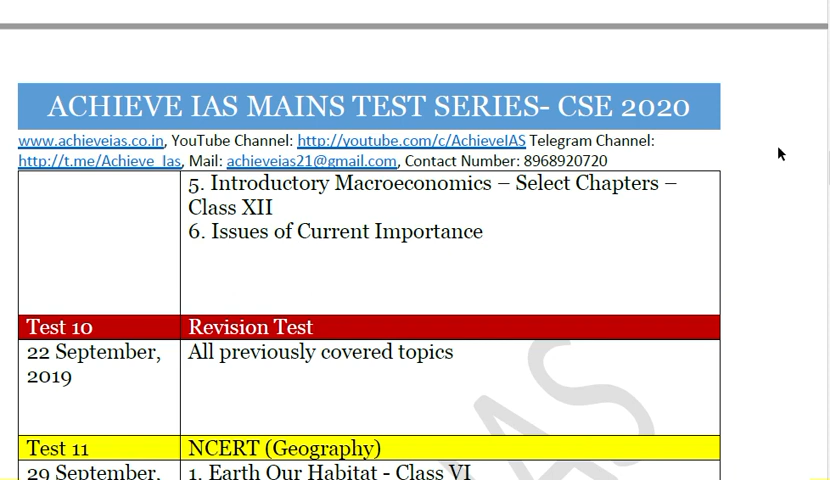 ACHIEVE IAS MAINS TEST SERIES- CSE 2020
www.achieveias.co.in, YouTube Channel: http://youtube.com/c/AchieveIAS Telegram Channel:
http://t.me/Achieve_Ias, Mail: achieveias21@gmail.com, Contact Number: 8968920720
5. Introductory Macroeconomics – Select Chapters –
Class XII
6. Issues of Current Importance
Test 10 Revision Test
22 September, All previously covered topics
2019
Test 11 NCERT (Geography)
29 September, 1. Earth Our Habitat - Class VI
IAS